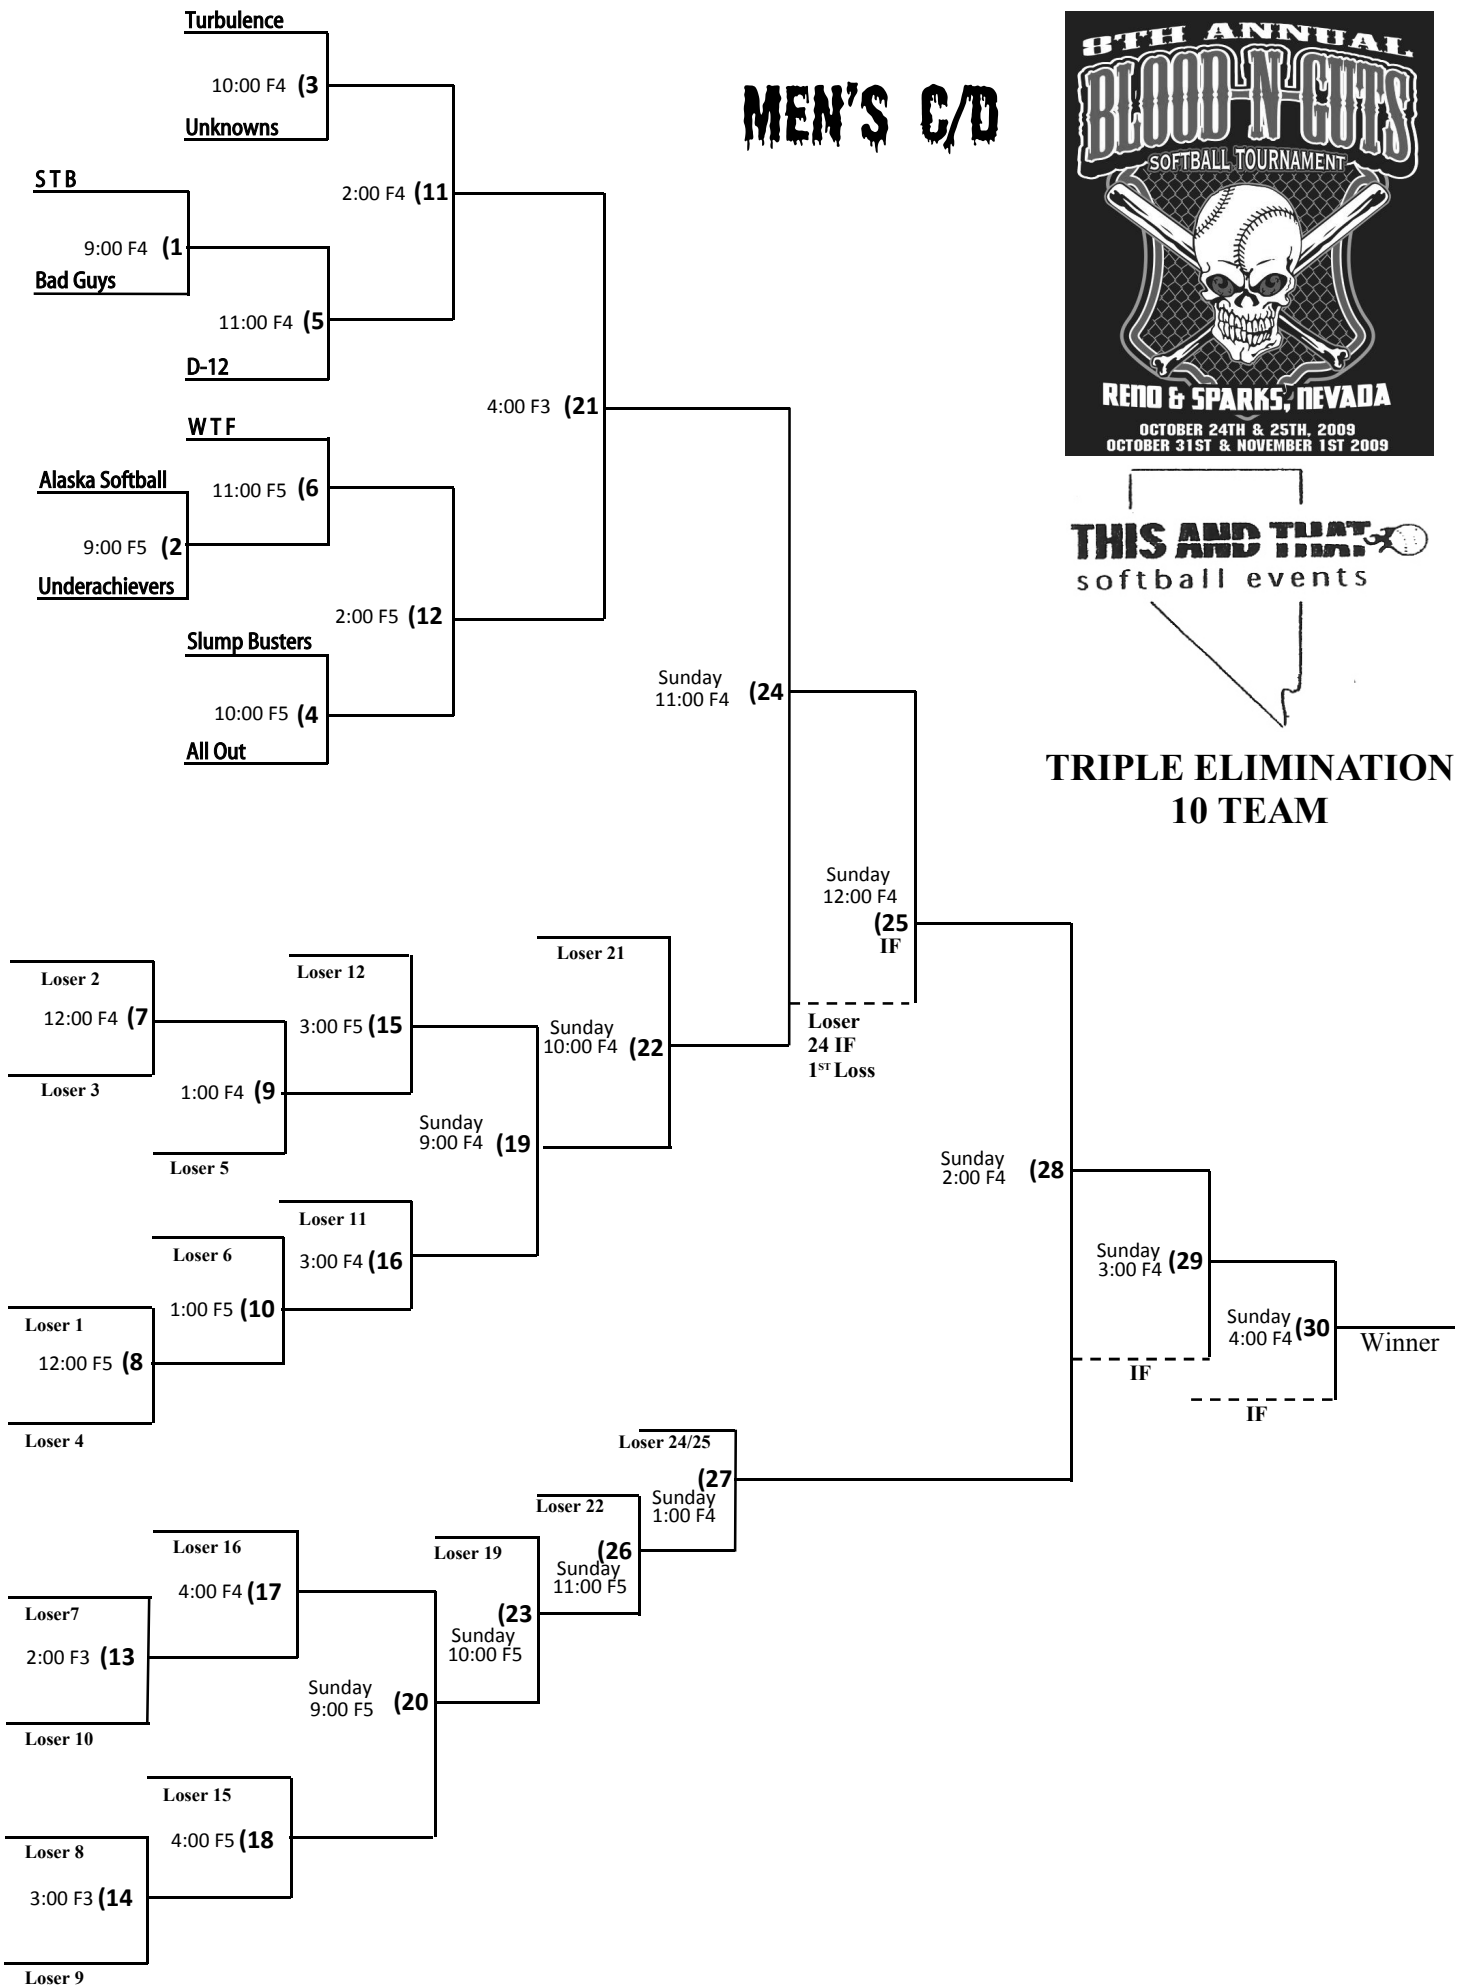 Turbulence
10:00 F4 (3
Unknowns
STB
9:00 F4 (1
Bad Guys
2:00 F4 (11
11:00 F4 (5
D-12
4:00 F3 (21
WTF
Alaska Softball
11:00 F5 (6
9:00 F5 (2
Underachievers
2:00 F5 (12
Slump Busters
10:00 F5 (4
All Out
MEN'S C/D
8TH ANNUAL
BLOOD-N-GUTS
SOFTBALL TOURNAMENT
RENO & SPARKS, NEVADA
OCTOBER 24TH & 25TH, 2009
OCTOBER 31ST & NOVEMBER 1ST 2009
THIS AND THAT
softball events
TRIPLE ELIMINATION
10 TEAM
Sunday
11:00 F4 (24
Sunday
12:00 F4
(25
IF
Loser
24 IF
1ST Loss
Loser 2
12:00 F4 (7
Loser 3
1:00 F4 (9
Loser 5
Loser 12
3:00 F5 (15
Loser 21
Sunday
10:00 F4 (22
Sunday
9:00 F4 (19
Loser 11
3:00 F4 (16
Loser 6
1:00 F5 (10
Loser 1
12:00 F5 (8
Loser 4
Sunday
2:00 F4 (28
Sunday
3:00 F4 (29
IF
Sunday
4:00 F4 (30
IF
Winner
Loser 24/25
(27
Sunday
1:00 F4
Loser 22
(26
Sunday
11:00 F5
Loser 19
(23
Sunday
10:00 F5
Loser 16
4:00 F4 (17
Loser7
2:00 F3 (13
Loser 10
Sunday
9:00 F5 (20
Loser 15
4:00 F5 (18
Loser 8
3:00 F3 (14
Loser 9